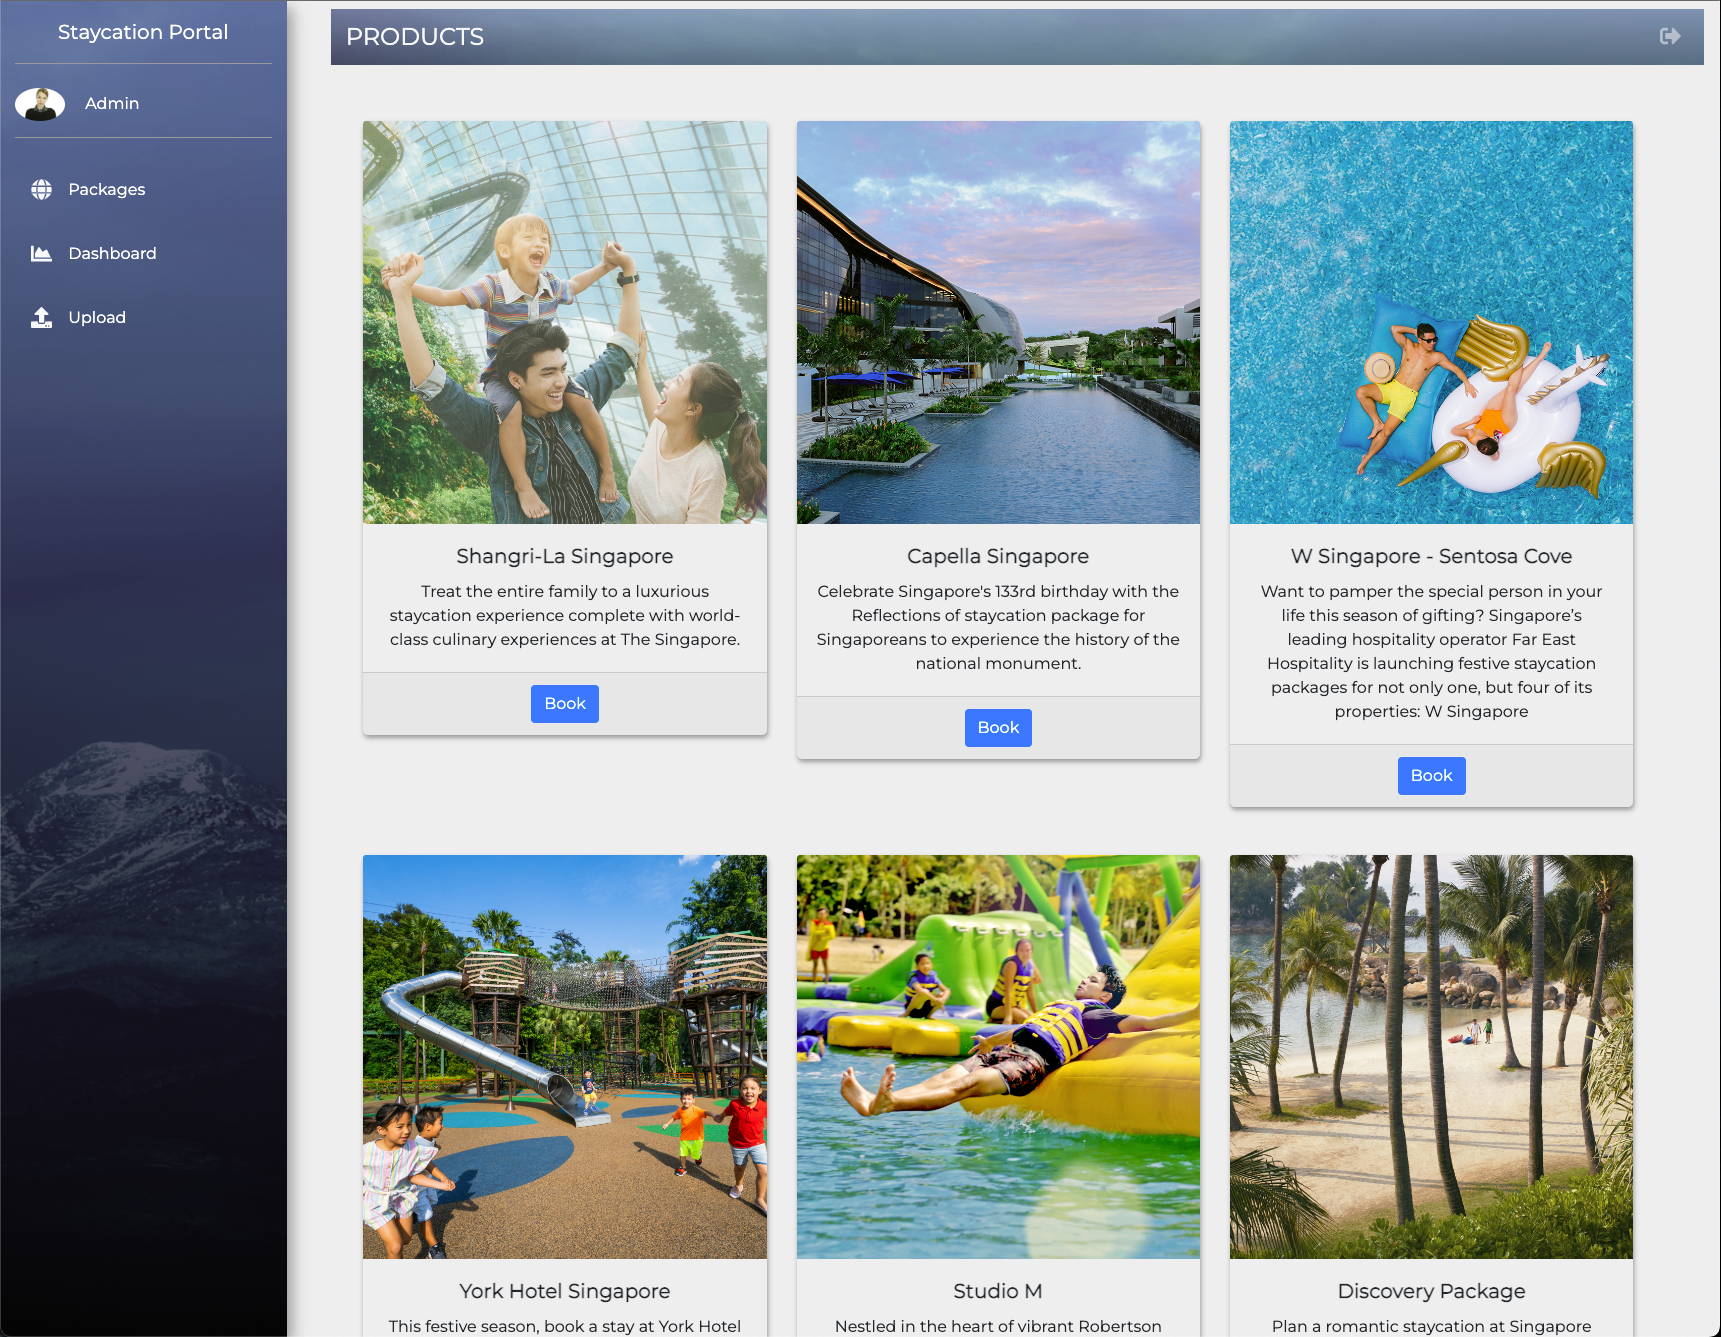 Staycation Portal
Admin
Packages
Dashboard
Upload
PRODUCTS
Shangri-La Singapore
Treat the entire family to a luxurious
staycation experience complete with world-
class culinary experiences at The Singapore.
Book
Capella Singapore
Celebrate Singapore's 133rd birthday with the
Reflections of staycation package for
Singaporeans to experience the history of the
national monument.
Book
W Singapore - Sentosa Cove
Want to pamper the special person in your
life this season of gifting? Singapore’s
leading hospitality operator Far East
Hospitality is launching festive staycation
packages for not only one, but four of its
properties: W Singapore
Book
York Hotel Singapore
This festive season, book a stay at York Hotel
Studio M
Nestled in the heart of vibrant Robertson
Discovery Package
Plan a romantic staycation at Singapore